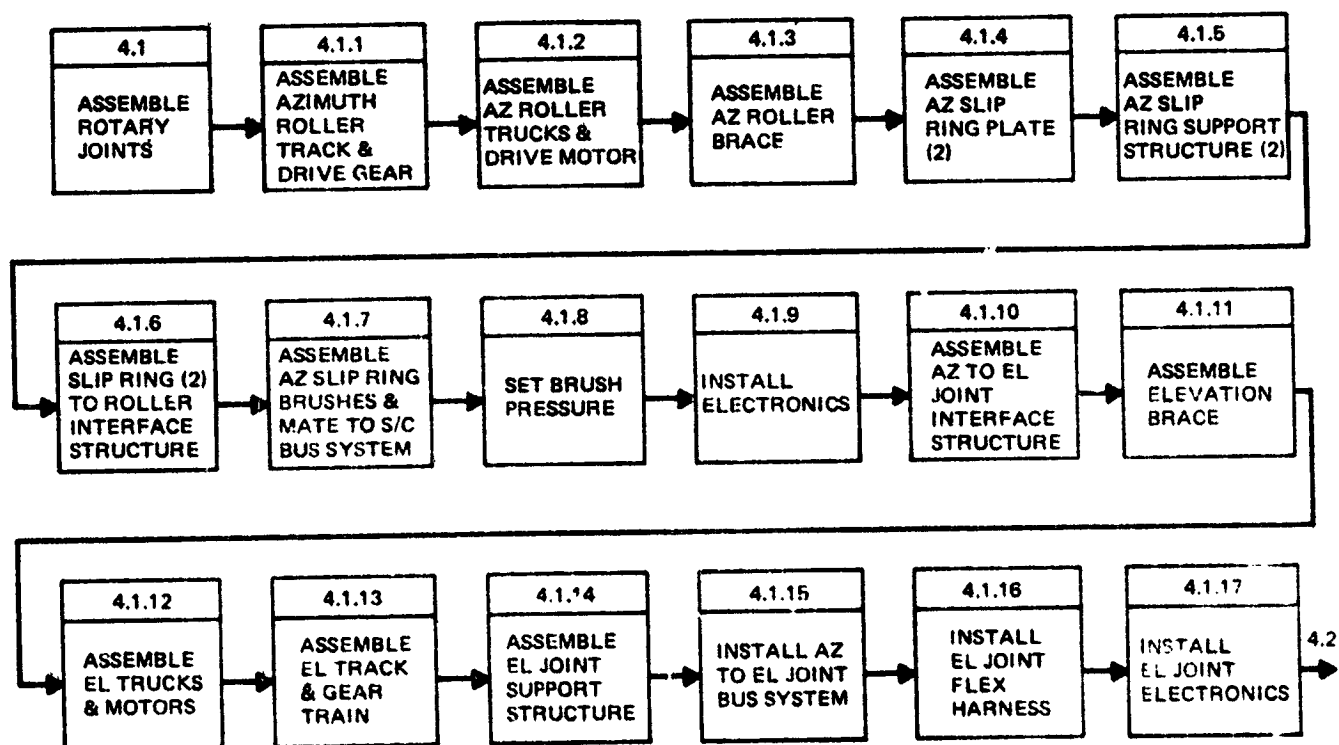 4.1
ASSEMBLE
ROTARY
JOINTS
4.1.1
ASSEMBLE
AZIMUTH
ROLLER
TRACK &
DRIVE GEAR
4.1.2
ASSEMBLE
AZ ROLLER
TRUCKS &
DRIVE MOTOR
4.1.3
ASSEMBLE
AZ ROLLER
BRACE
4.1.4
ASSEMBLE
AZ SLIP
RING PLATE
(2)
4.1.5
ASSEMBLE
AZ SLIP
RING SUPPORT
STRUCTURE (2)
4.1.6
ASSEMBLE
SLIP RING (2)
TO ROLLER
INTERFACE
STRUCTURE
4.1.7
ASSEMBLE
AZ SLIP RING
BRUSHES &
MATE TO S/C
BUS SYSTEM
4.1.8
SET BRUSH
PRESSURE
4.1.9
INSTALL
ELECTRONICS
4.1.10
ASSEMBLE
AZ TO EL
JOINT
INTERFACE
STRUCTURE
4.1.11
ASSEMBLE
ELEVATION
BRACE
4.1.12
ASSEMBLE
EL TRUCKS
& MOTORS
4.1.13
ASSEMBLE
EL TRACK
& GEAR
TRAIN
4.1.14
ASSEMBLE
EL JOINT
SUPPORT
STRUCTURE
4.1.15
INSTALL AZ
TO EL JOINT
BUS SYSTEM
4.1.16
INSTALL
EL JOINT
FLEX
HARNESS
4.1.17
INSTALL
EL JOINT
ELECTRONICS
4.2